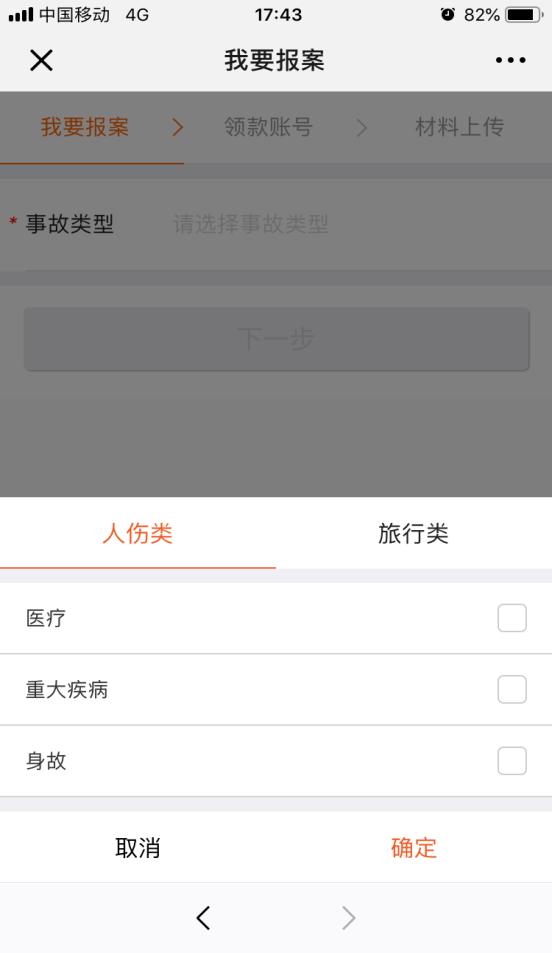 中国移动 4G 17:43 82%
我要报案
我要报案 领款账号 材料上传
* 事故类型 请选择事故类型
下一步
人伤类 旅行类
医疗
重大疾病
身故
取消 确定